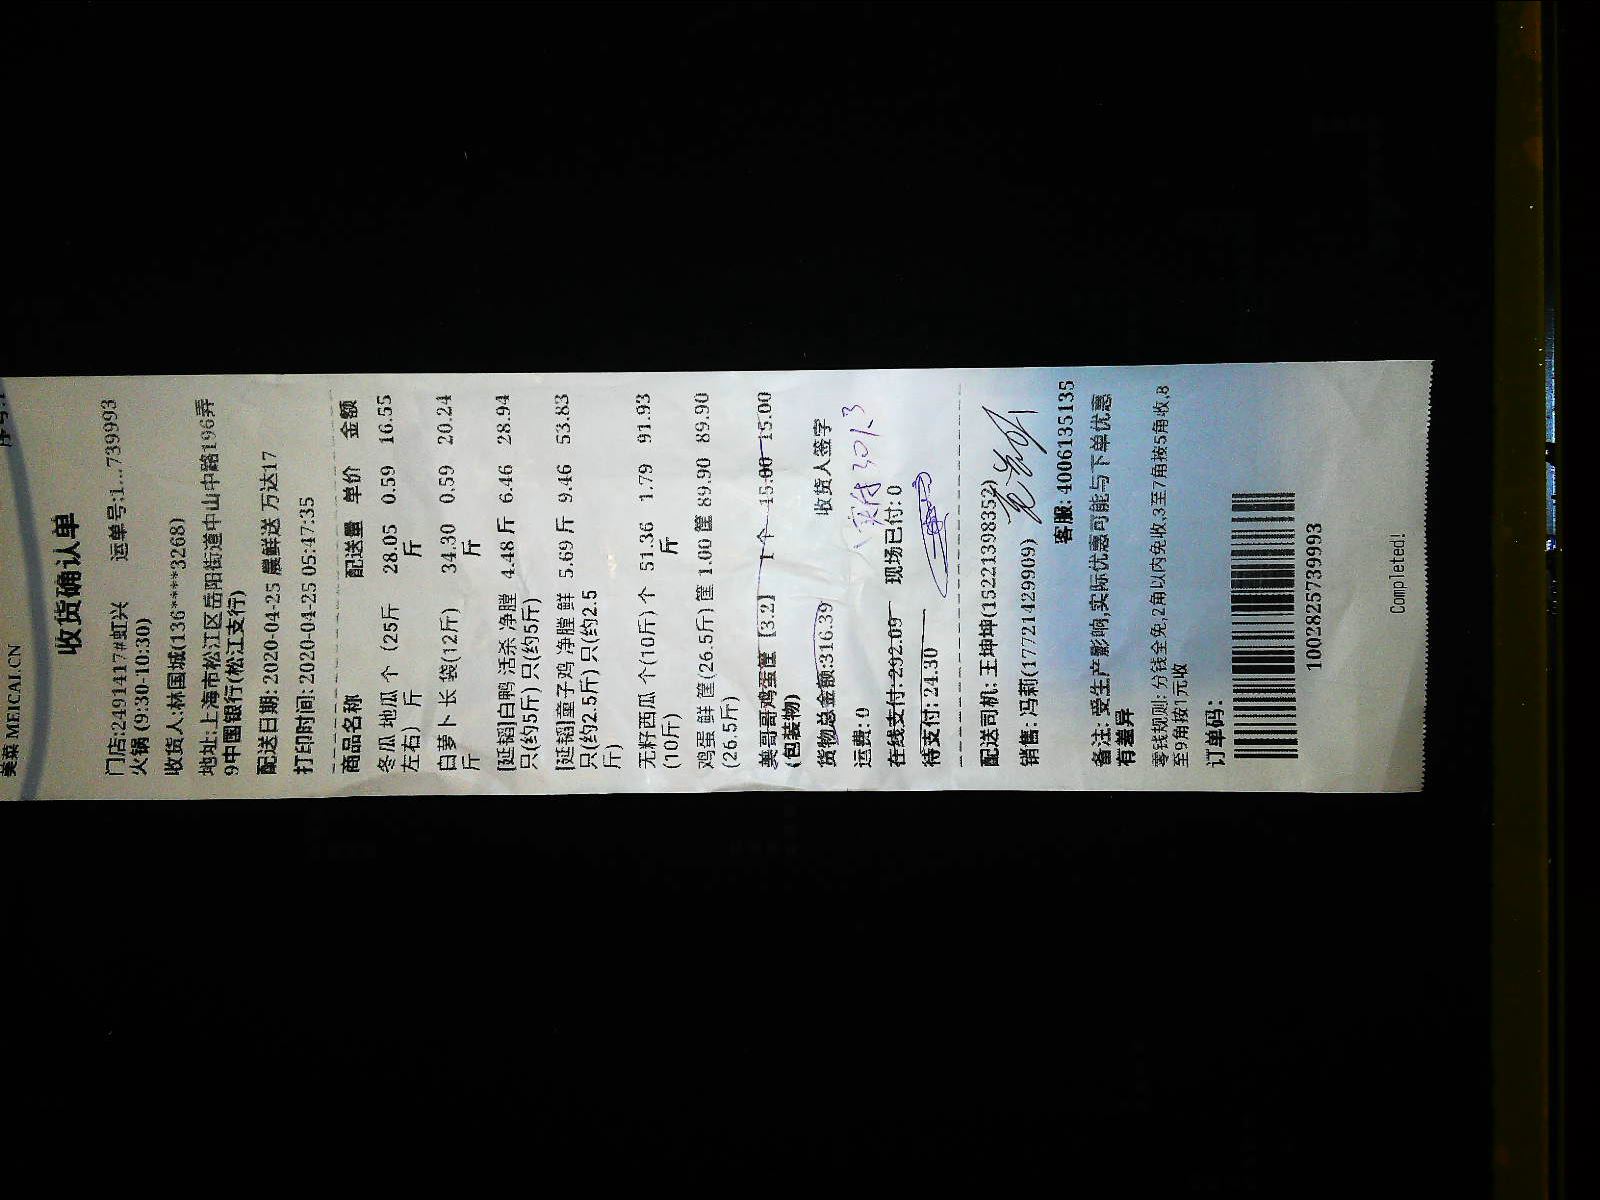 美菜 MEICAI.CN
收货确认单
门店:2491417#虹兴 运单号:1...739993
火锅 (9:30-10:30)
收货人:林国城(136****3268)
地址:上海市松江区岳阳街道中山中路196弄
9中国银行(松江支行)
配送日期: 2020-04-25 晨鲜送 万达17
打印时间: 2020-04-25 05:47:35
商品名称 配送量 单价 金额
冬瓜 地瓜 个 (25斤 28.05 0.59 16.55
左右) 斤 斤
白萝卜 长 袋(12斤) 34.30 0.59 20.24
斤 斤
[延韬]白鸭 活杀 净膛 4.48 斤 6.46 28.94
只(约5斤) 只(约5斤)
[延韬]童子鸡 净膛 鲜 5.69 斤 9.46 53.83
只(约2.5斤) 只(约2.5
斤)
无籽西瓜 个(10斤) 个 51.36 1.79 91.93
(10斤) 斤
鸡蛋 鲜 筐(26.5斤) 筐 1.00 筐 89.90 89.90
(26.5斤)
美哥哥鸡蛋筐【3.2】 1 个 15.00 15.00
(包装物)
货物总金额:316.39 收货人签字
运费: 0 实付301.3
在线支付: 292.09 现场已付: 0
待支付: 24.30
配送司机: 王坤坤(15221398352)
销售: 冯莉(17721429909)
客服: 4006135135
备注: 受生产影响,实际优惠可能与下单优惠
有差异
零钱规则:分钱全免,2角以内免收,3至7角按5角收,8
至9角按1元收
订单码:
100282573993
Completed!